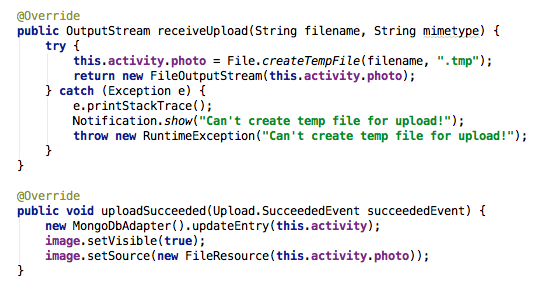 @Override
public OutputStream receiveUpload(String filename, String mimetype) {
    try {
        this.activity.photo = File.createTempFile(filename, ".tmp");
        return new FileOutputStream(this.activity.photo);
    } catch (Exception e) {
        e.printStackTrace();
        Notification.show("Can't create temp file for upload!");
        throw new RuntimeException("Can't create temp file for upload!");
    }
}

@Override
public void uploadSucceeded(Upload.SucceededEvent succeededEvent) {
    new MongoDbAdapter().updateEntry(this.activity);
    image.setVisible(true);
    image.setSource(new FileResource(this.activity.photo));
}